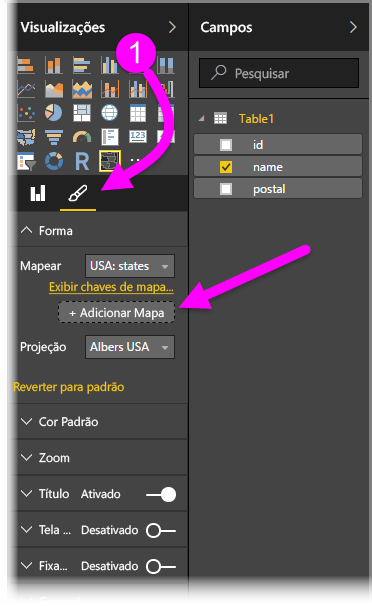 Visualizações
Campos
1
Pesquisar
R
123
Table1
id
name
postal
Forma
Mapear USA: states
Exibir chaves de mapa...
+ Adicionar Mapa
Projeção Albers USA
Reverter para padrão
Cor Padrão
Zoom
Título Ativado
Tela ... Desativado
Fixa... Desativado